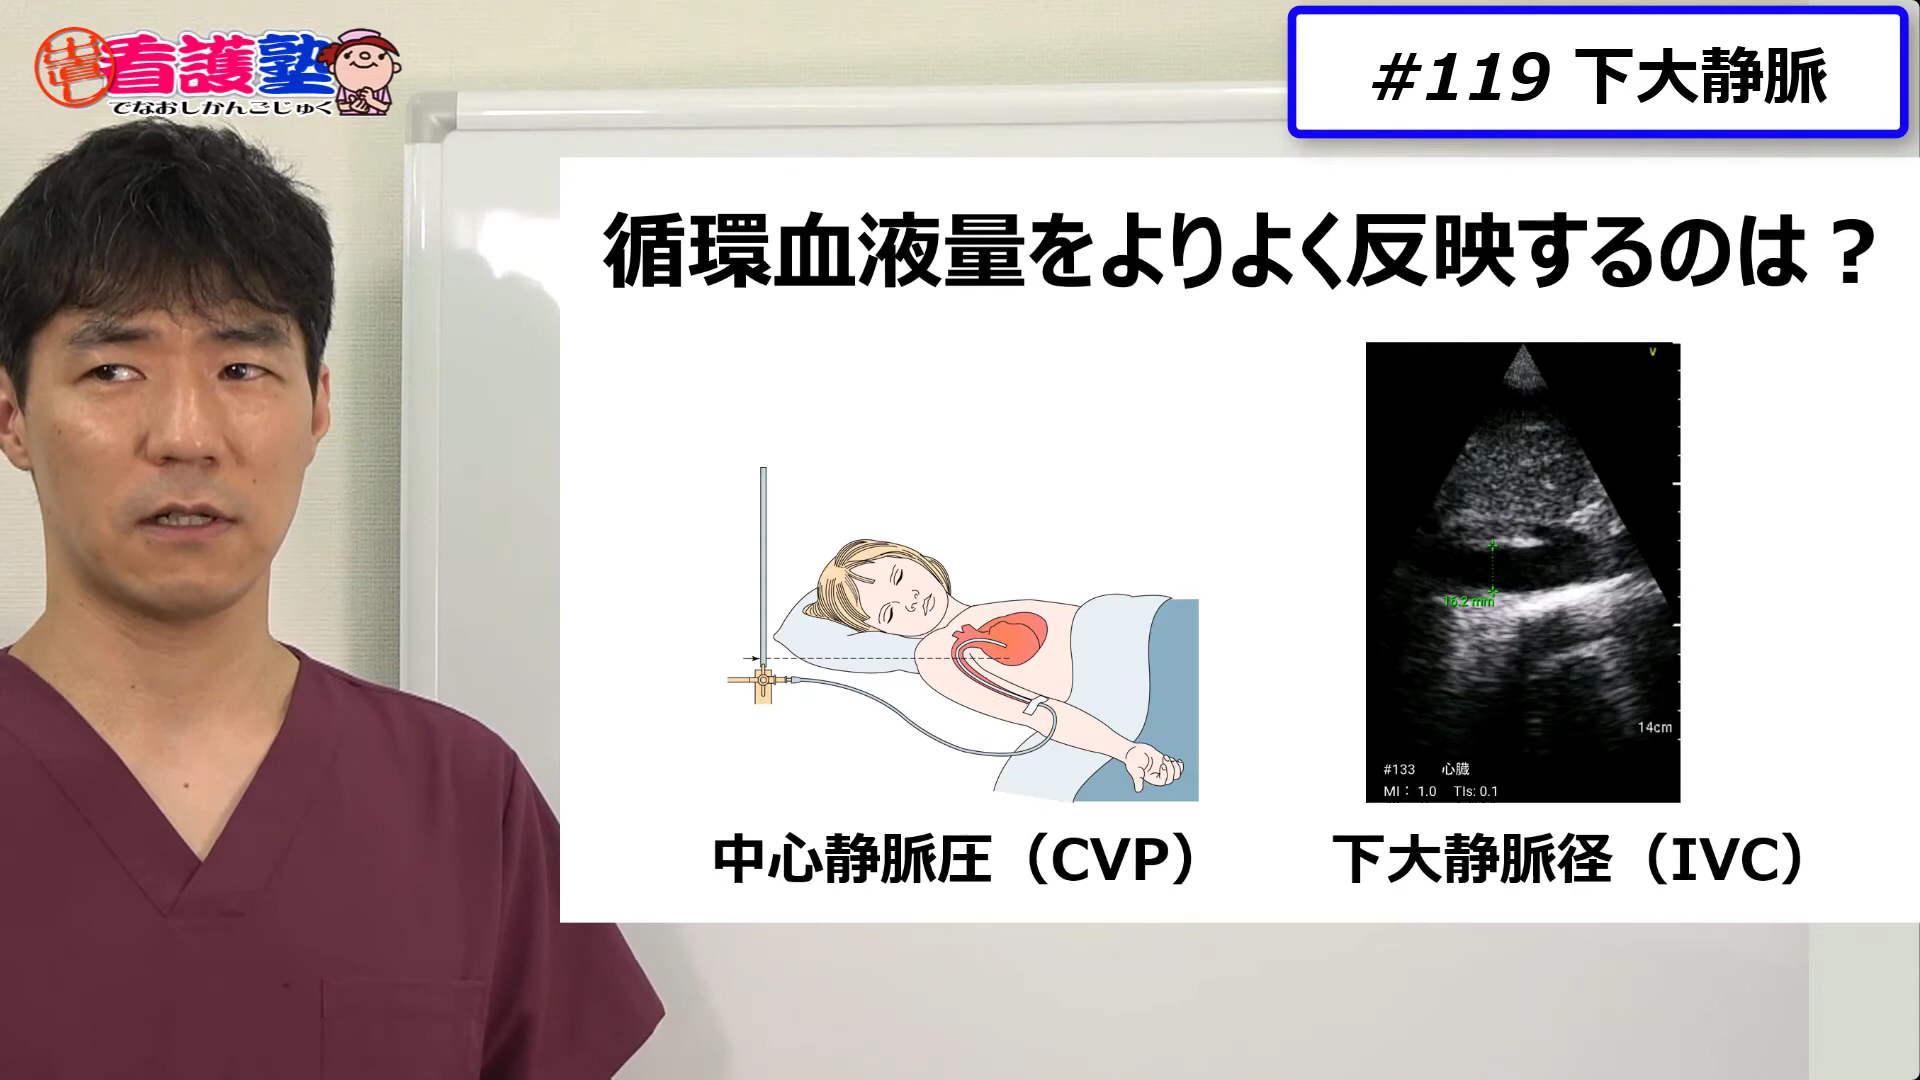 出直し看護塾
でなおしかんごじゅく
#119 下大静脈
循環血液量をよりよく反映するのは？
V
16.2 mm
14cm
#133 心臓
MI： 1.0 TIs: 0.1
中心静脈圧（CVP）
下大静脈径（IVC）